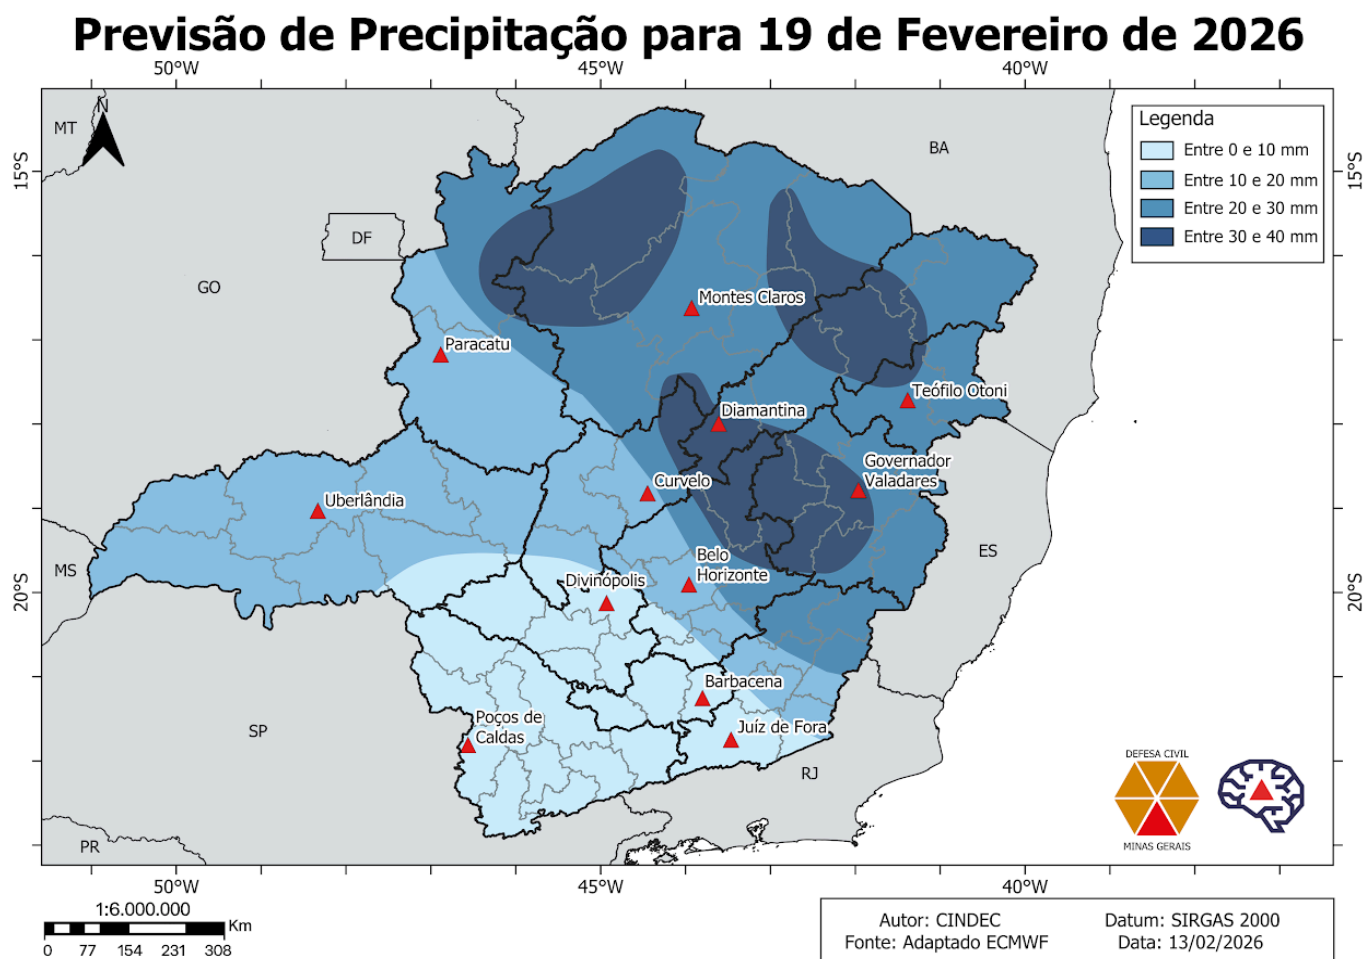 Previsão de Precipitação para 19 de Fevereiro de 2026
50°W
45°W
40°W
N
MT
BA
Legenda
Entre 0 e 10 mm
Entre 10 e 20 mm
Entre 20 e 30 mm
Entre 30 e 40 mm
15°S
15°S
DF
GO
Montes Claros
Paracatu
Teófilo Otoni
Diamantina
Governador
Valadares
Curvelo
Uberlândia
Belo
Horizonte
ES
MS
Divinópolis
20°S
20°S
Barbacena
Poços de
Caldas
Juíz de Fora
SP
RJ
DEFESA CIVIL
MINAS GERAIS
PR
50°W
45°W
40°W
1:6.000.000
Km
0 77 154 231 308
Autor: CINDEC
Datum: SIRGAS 2000
Fonte: Adaptado ECMWF
Data: 13/02/2026